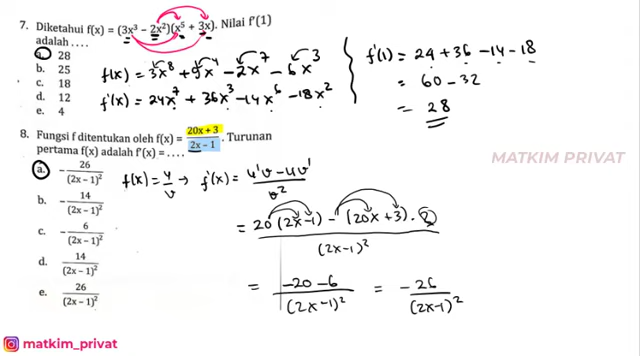 7. Diketahui f(x) = (3x³ − 2x²)(x⁵ + 3x). Nilai f'(1)
adalah . . . .
a. 28
b. 25
c. 18
d. 12
e. 4
f(x) = 3x⁸ + 9x⁴ − 2x⁷ − 6x³
f'(x) = 24x⁷ + 36x³ − 14x⁶ − 18x²
f'(1) = 24 + 36 − 14 − 18
= 60 − 32
= 28
8. Fungsi f ditentukan oleh f(x) = (20x + 3)/(2x − 1). Turunan
pertama f(x) adalah f'(x) = . . . .
a. − 26/(2x − 1)²
b. − 14/(2x − 1)²
c. − 6/(2x − 1)²
d. 14/(2x − 1)²
e. 26/(2x − 1)²
f(x) = u/v → f'(x) = (u'v − uv')/v²
= (20(2x−1) − (20x+3) · 2)/(2x−1)²
= (−20 − 6)/(2x−1)² = −26/(2x−1)²
MATKIM PRIVAT
matkim_privat